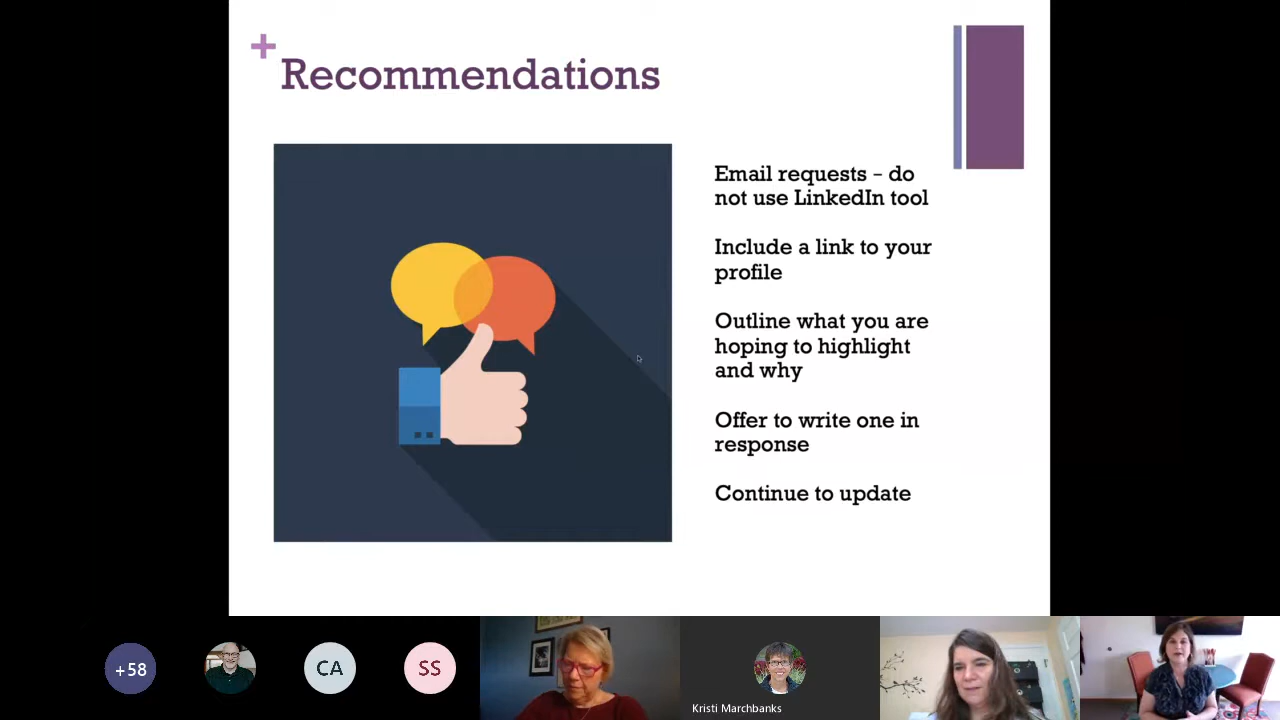 +
Recommendations
Email requests – do
not use LinkedIn tool
Include a link to your
profile
Outline what you are
hoping to highlight
and why
Offer to write one in
response
Continue to update
+58
CA
SS
Kristi Marchbanks